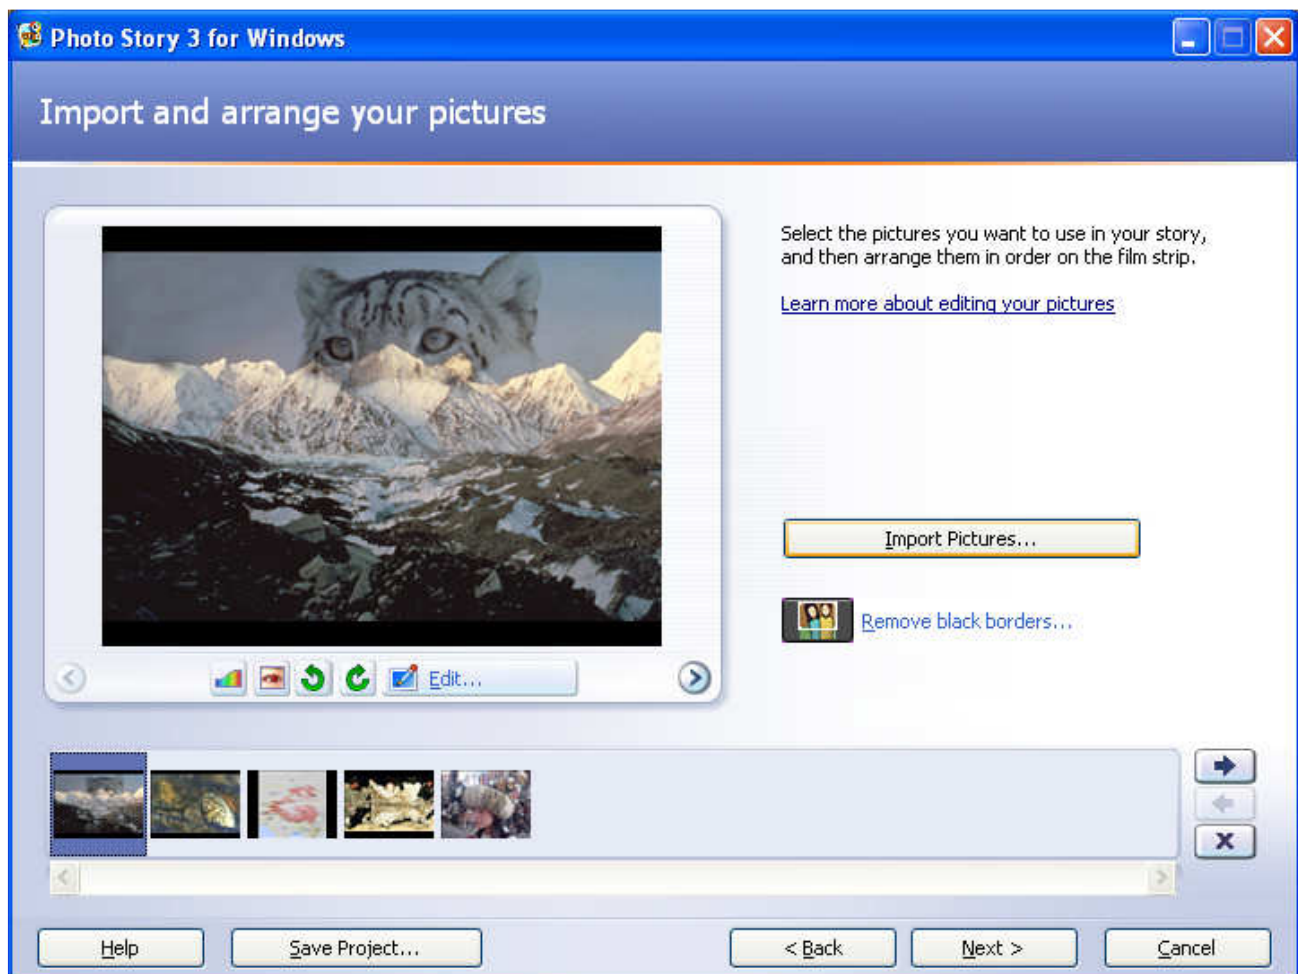 Photo Story 3 for Windows
Import and arrange your pictures
Select the pictures you want to use in your story,
and then arrange them in order on the film strip.
Learn more about editing your pictures
Import Pictures...
Remove black borders...
Edit...
Help
Save Project...
< Back
Next >
Cancel